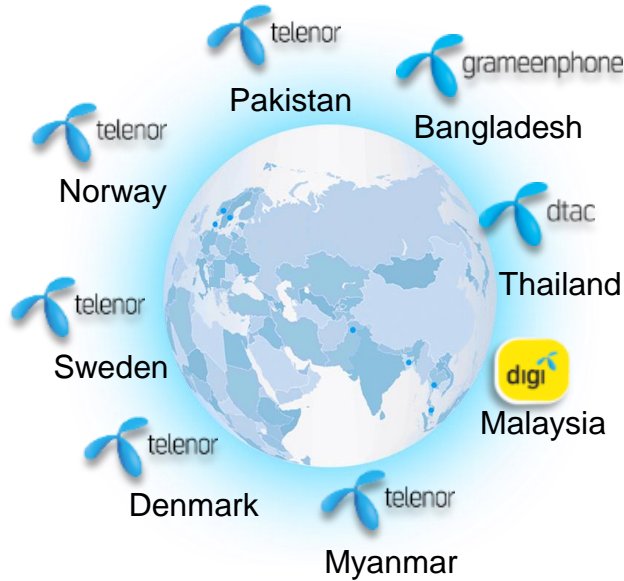 telenor
Pakistan
grameenphone
Bangladesh
telenor
Norway
dtac
Thailand
telenor
Sweden
digi
Malaysia
telenor
Denmark
telenor
Myanmar